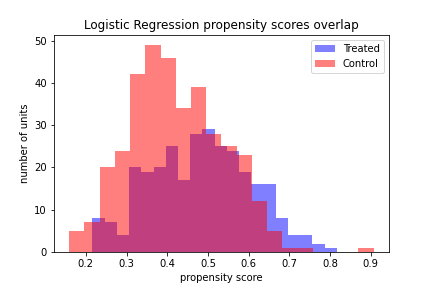 Logistic Regression propensity scores overlap
Treated
Control
number of units
50
40
30
20
10
0
0.2 0.3 0.4 0.5 0.6 0.7 0.8 0.9
propensity score